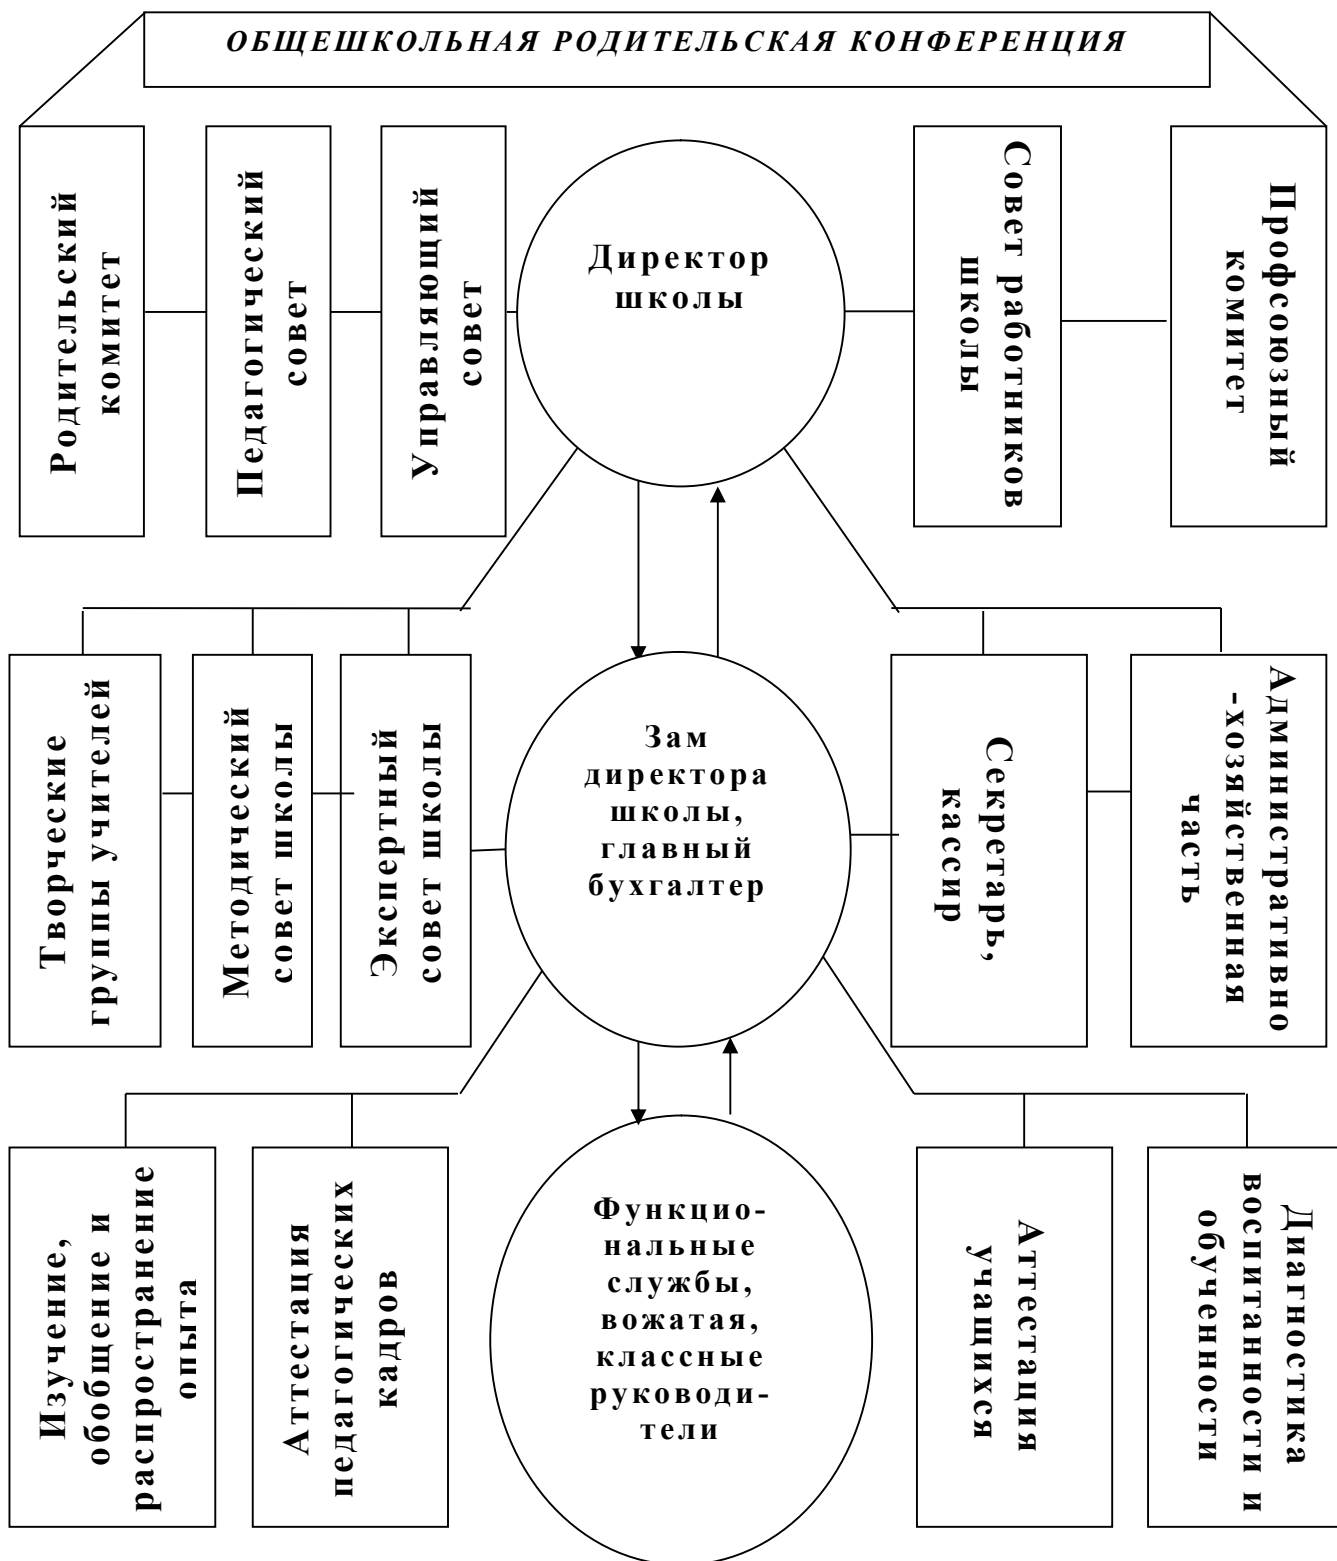 ОБЩЕШКОЛЬНАЯ РОДИТЕЛЬСКАЯ КОНФЕРЕНЦИЯ
Родительский
комитет
Педагогический
совет
Управляющий
совет
Директор
школы
Совет работников
школы
Профсоюзный
комитет
Творческие
группы учителей
Методический
совет школы
Экспертный
совет школы
Зам
директора
школы,
главный
бухгалтер
Секретарь,
кассир
Административно
-хозяйственная
часть
Изучение,
обобщение и
распространение
опыта
Аттестация
педагогических
кадров
Функцио-
нальные
службы,
вожатая,
классные
руководи-
тели
Аттестация
учащихся
Диагностика
воспитанности и
обученности